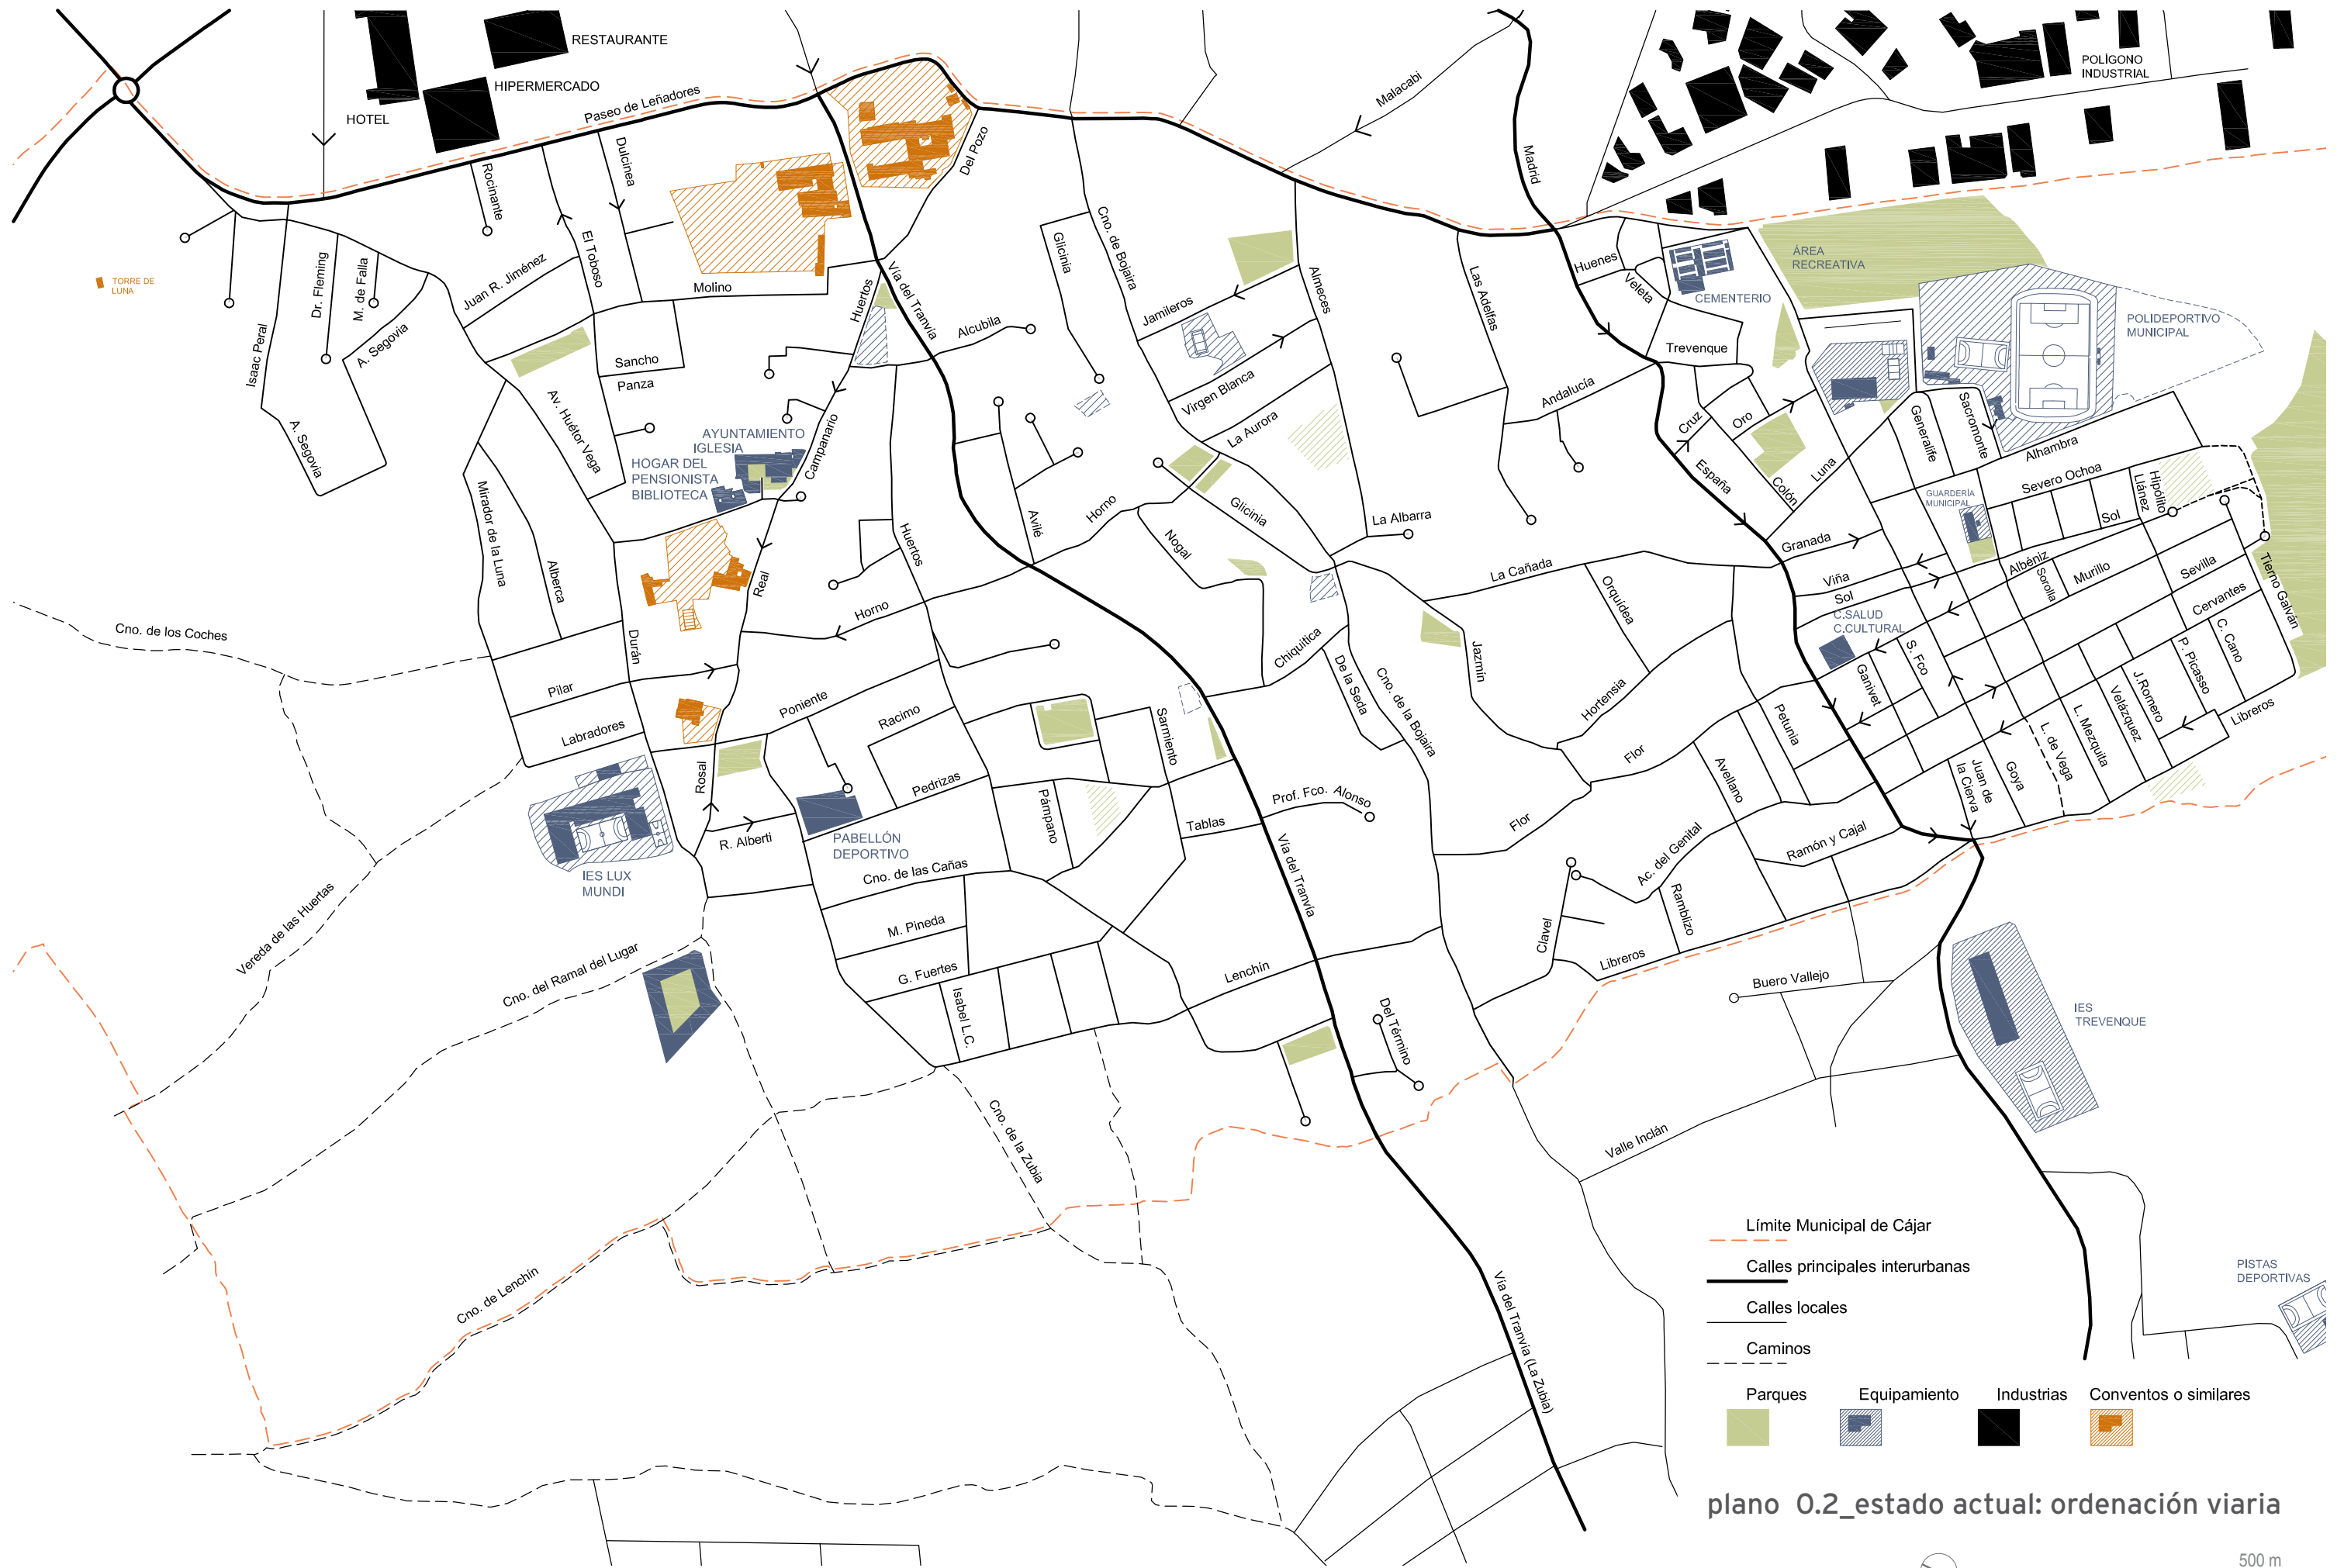 RESTAURANTE
HIPERMERCADO
HOTEL
Paseo de Leñadores
POLÍGONO
INDUSTRIAL
Malacabi
Madrid
Rocinante
Dulcinea
Del Pozo
TORRE DE
LUNA
Isaac Peral
Dr. Fleming
M. de Falla
A. Segovia
A. Segovia
Juan R. Jiménez
El Toboso
Molino
Huertos
Vía del Tranvía
Alcubila
Glicinia
Cno. de Bojaira
Jamileros
Almeces
Las Adelfas
Huenes
Veleta
CEMENTERIO
ÁREA
RECREATIVA
POLIDEPORTIVO
MUNICIPAL
Trevenque
Sancho
Panza
Av. Huétor Vega
AYUNTAMIENTO
IGLESIA
HOGAR DEL
PENSIONISTA
BIBLIOTECA
Campanario
Virgen Blanca
La Aurora
Andalucía
Cruz
Oro
España
Colón
Luna
Generalife
Sacromonte
Alhambra
Severo Ochoa
Hipólito
Llánez
GUARDERÍA
MUNICIPAL
Sol
Mirador de la Luna
Alberca
Real
Huertos
Avilé
Horno
Nogal
Glicinia
La Albarra
La Cañada
Granada
Viña
Sol
Albéniz
Sorolla
Murillo
Sevilla
Cervantes
Tierno Galván
Cno. de los Coches
Durán
Horno
Orquídea
C.SALUD
C.CULTURAL
Ganivet
S. Fco
P. Picasso
C. Cano
Pilar
Labradores
Poniente
Racimo
Chiquitica
De la Seda
Cno. de la Bojaira
Jazmín
Hortensia
Petunia
J.Romero
Velázquez
L. Mezquita
L. de Vega
Goya
Juan de
la Cierva
Libreros
Rosal
Pedrizas
Sarmiento
Pámpano
Tablas
Prof. Fco. Alonso
Flor
Flor
Avellano
R. Alberti
PABELLÓN
DEPORTIVO
IES LUX
MUNDI
Cno. de las Cañas
M. Pineda
G. Fuertes
Isabel L.C.
Vía del Tranvía
Lenchín
Ac. del Genital
Ramón y Cajal
Ramblizo
Clavel
Libreros
Buero Vallejo
IES
TREVENQUE
Vereda de las Huertas
Cno. del Ramal del Lugar
Del Término
Cno. de la Zubia
Valle Inclán
Cno. de Lenchín
Vía del Tranvía (La Zubia)
PISTAS
DEPORTIVAS
Límite Municipal de Cájar
Calles principales interurbanas
Calles locales
Caminos
Parques Equipamiento Industrias Conventos o similares
plano 0.2_estado actual: ordenación viaria
500 m